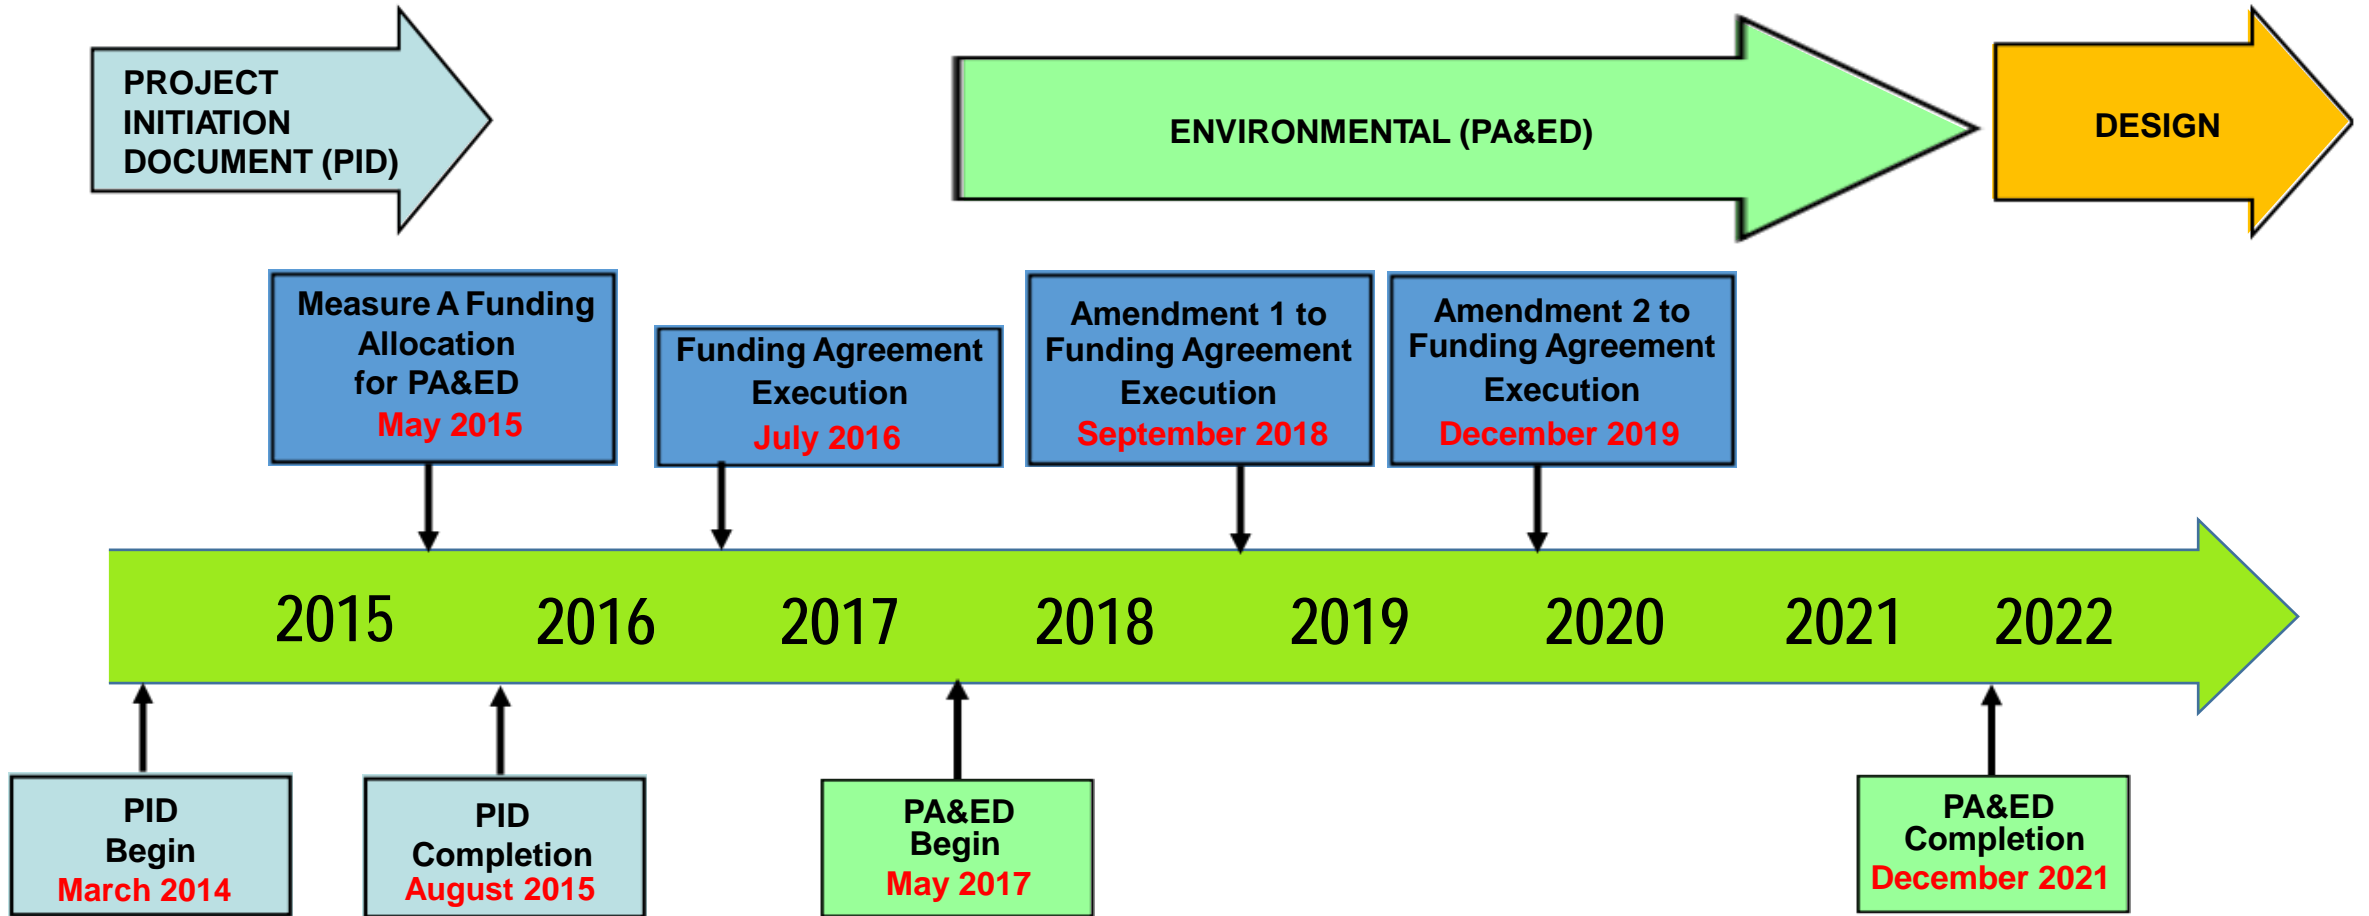 PROJECT
INITIATION
DOCUMENT (PID)
ENVIRONMENTAL (PA&ED)
DESIGN
Measure A Funding
Allocation
for PA&ED
May 2015
Funding Agreement
Execution
July 2016
Amendment 1 to
Funding Agreement
Execution
September 2018
Amendment 2 to
Funding Agreement
Execution
December 2019
2015
2016
2017
2018
2019
2020
2021
2022
PID
Begin
March 2014
PID
Completion
August 2015
PA&ED
Begin
May 2017
PA&ED
Completion
December 2021